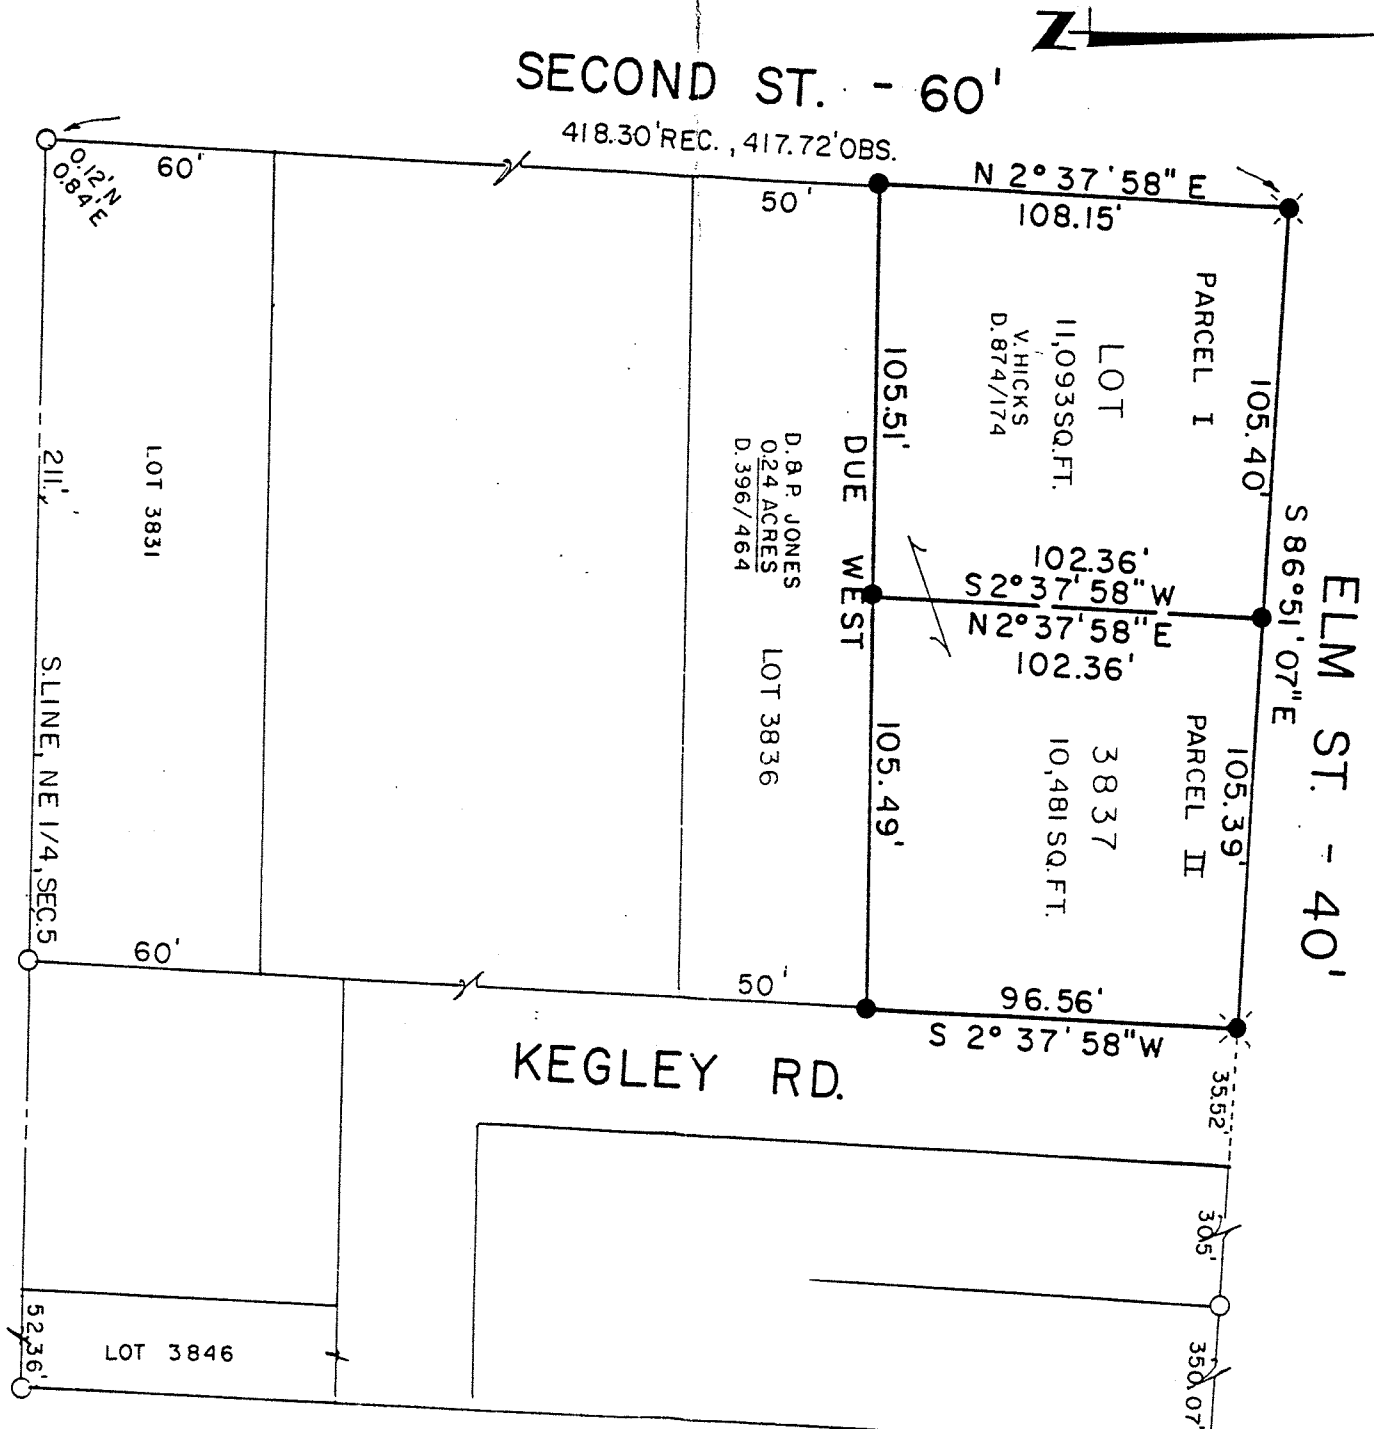 Z
SECOND ST. - 60'
418.30' REC. , 417.72' OBS.
0.12' N
0.84' E
60'
50'
N 2° 37' 58" E
108.15'
PARCEL I
LOT
11,093 SQ. FT.
V. HICKS
D. 874/174
105.51'
105.40'
DUE WEST
S 86° 51' 07" E
ELM ST. - 40'
LOT 3831
211.'
S. LINE, NE 1/4, SEC. 5
D. & P. JONES
0.24 ACRES
D. 396/464
LOT 3836
102.36'
S 2° 37' 58" W
N 2° 37' 58" E
102.36'
PARCEL II
3837
10,481 SQ. FT.
105.49'
105.39'
60'
50'
96.56'
S 2° 37' 58" W
KEGLEY RD.
35.52'
305'
350.07'
52.36'
LOT 3846